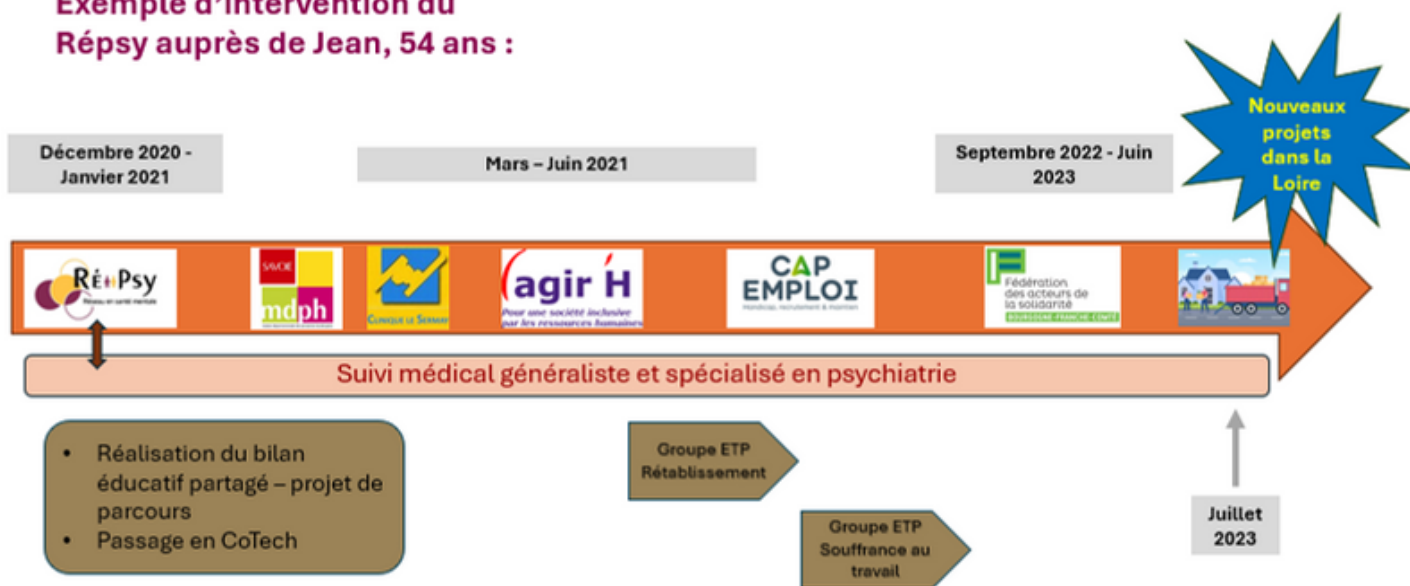 Exemple d'intervention du
Répsy auprès de Jean, 54 ans :
Nouveaux
projets
dans la
Loire
Décembre 2020 -
Janvier 2021
Mars – Juin 2021
Septembre 2022 - Juin
2023
RéPsy
Réseau en santé mentale
SAVOIE
mdph
CLINIQUE LE SERMAY
agir'H
Pour une société inclusive
par les ressources humaines
CAP
EMPLOI
Handicap, recrutement & maintien
Fédération
des acteurs de
la solidarité
BOURGOGNE-FRANCHE-COMTÉ
Suivi médical généraliste et spécialisé en psychiatrie
• Réalisation du bilan
éducatif partagé – projet de
parcours
• Passage en CoTech
Groupe ETP
Rétablissement
Groupe ETP
Souffrance au
travail
Juillet
2023